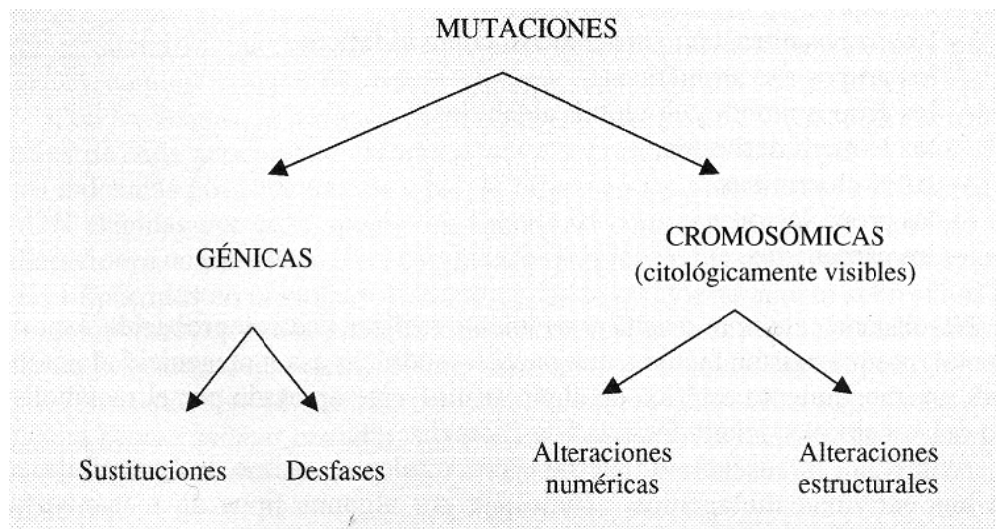 MUTACIONES
GÉNICAS
CROMOSÓMICAS
(citológicamente visibles)
Sustituciones
Desfases
Alteraciones
numéricas
Alteraciones
estructurales